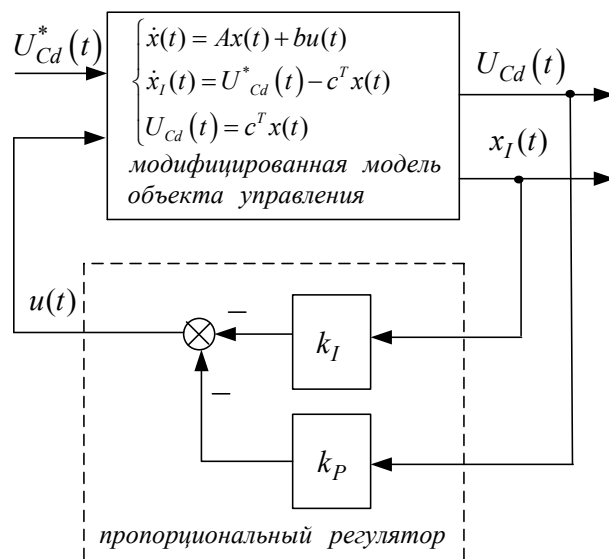 U*Cd(t)
ẋ(t) = Ax(t) + bu(t)
ẋI(t) = U*Cd(t) − cᵀx(t)
UCd(t) = cᵀx(t)
модифицированная модель
объекта управления
UCd(t)
xI(t)
u(t)
−
kI
−
kP
пропорциональный регулятор